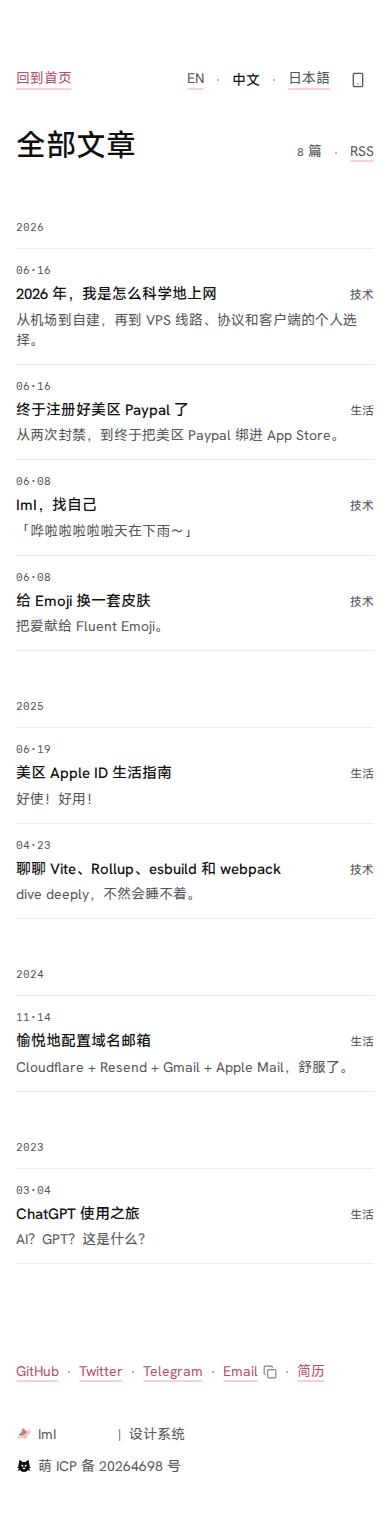 回到首页 EN · 中文 · 日本語
全部文章 8 篇 · RSS
2026
06·16
2026 年，我是怎么科学地上网 技术
从机场到自建，再到 VPS 线路、协议和客户端的个人选
择。
06·16
终于注册好美区 Paypal 了 生活
从两次封禁，到终于把美区 Paypal 绑进 App Store。
06·08
lml，找自己 技术
「哗啦啦啦啦啦天在下雨～」
06·08
给 Emoji 换一套皮肤 技术
把爱献给 Fluent Emoji。
2025
06·19
美区 Apple ID 生活指南 生活
好使！好用！
04·23
聊聊 Vite、Rollup、esbuild 和 webpack 技术
dive deeply，不然会睡不着。
2024
11·14
愉悦地配置域名邮箱 生活
Cloudflare + Resend + Gmail + Apple Mail，舒服了。
2023
03·04
ChatGPT 使用之旅 生活
AI？GPT？这是什么？
GitHub · Twitter · Telegram · Email · 简历
lml | 设计系统
萌 ICP 备 20264698 号